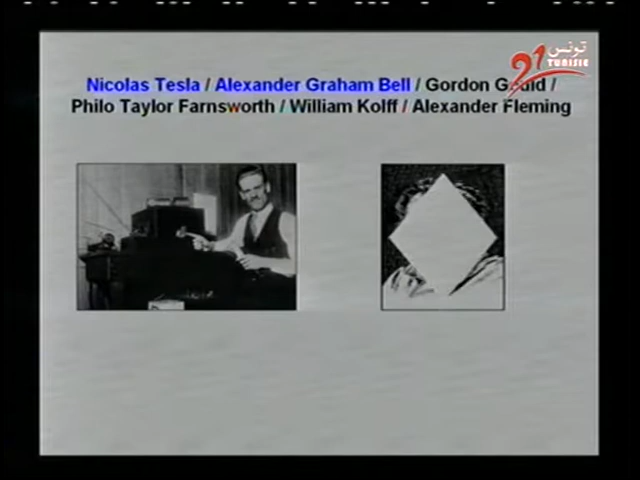 تونس
21
TUNISIE
Nicolas Tesla / Alexander Graham Bell / Gordon Gould /
Philo Taylor Farnsworth / William Kolff / Alexander Fleming